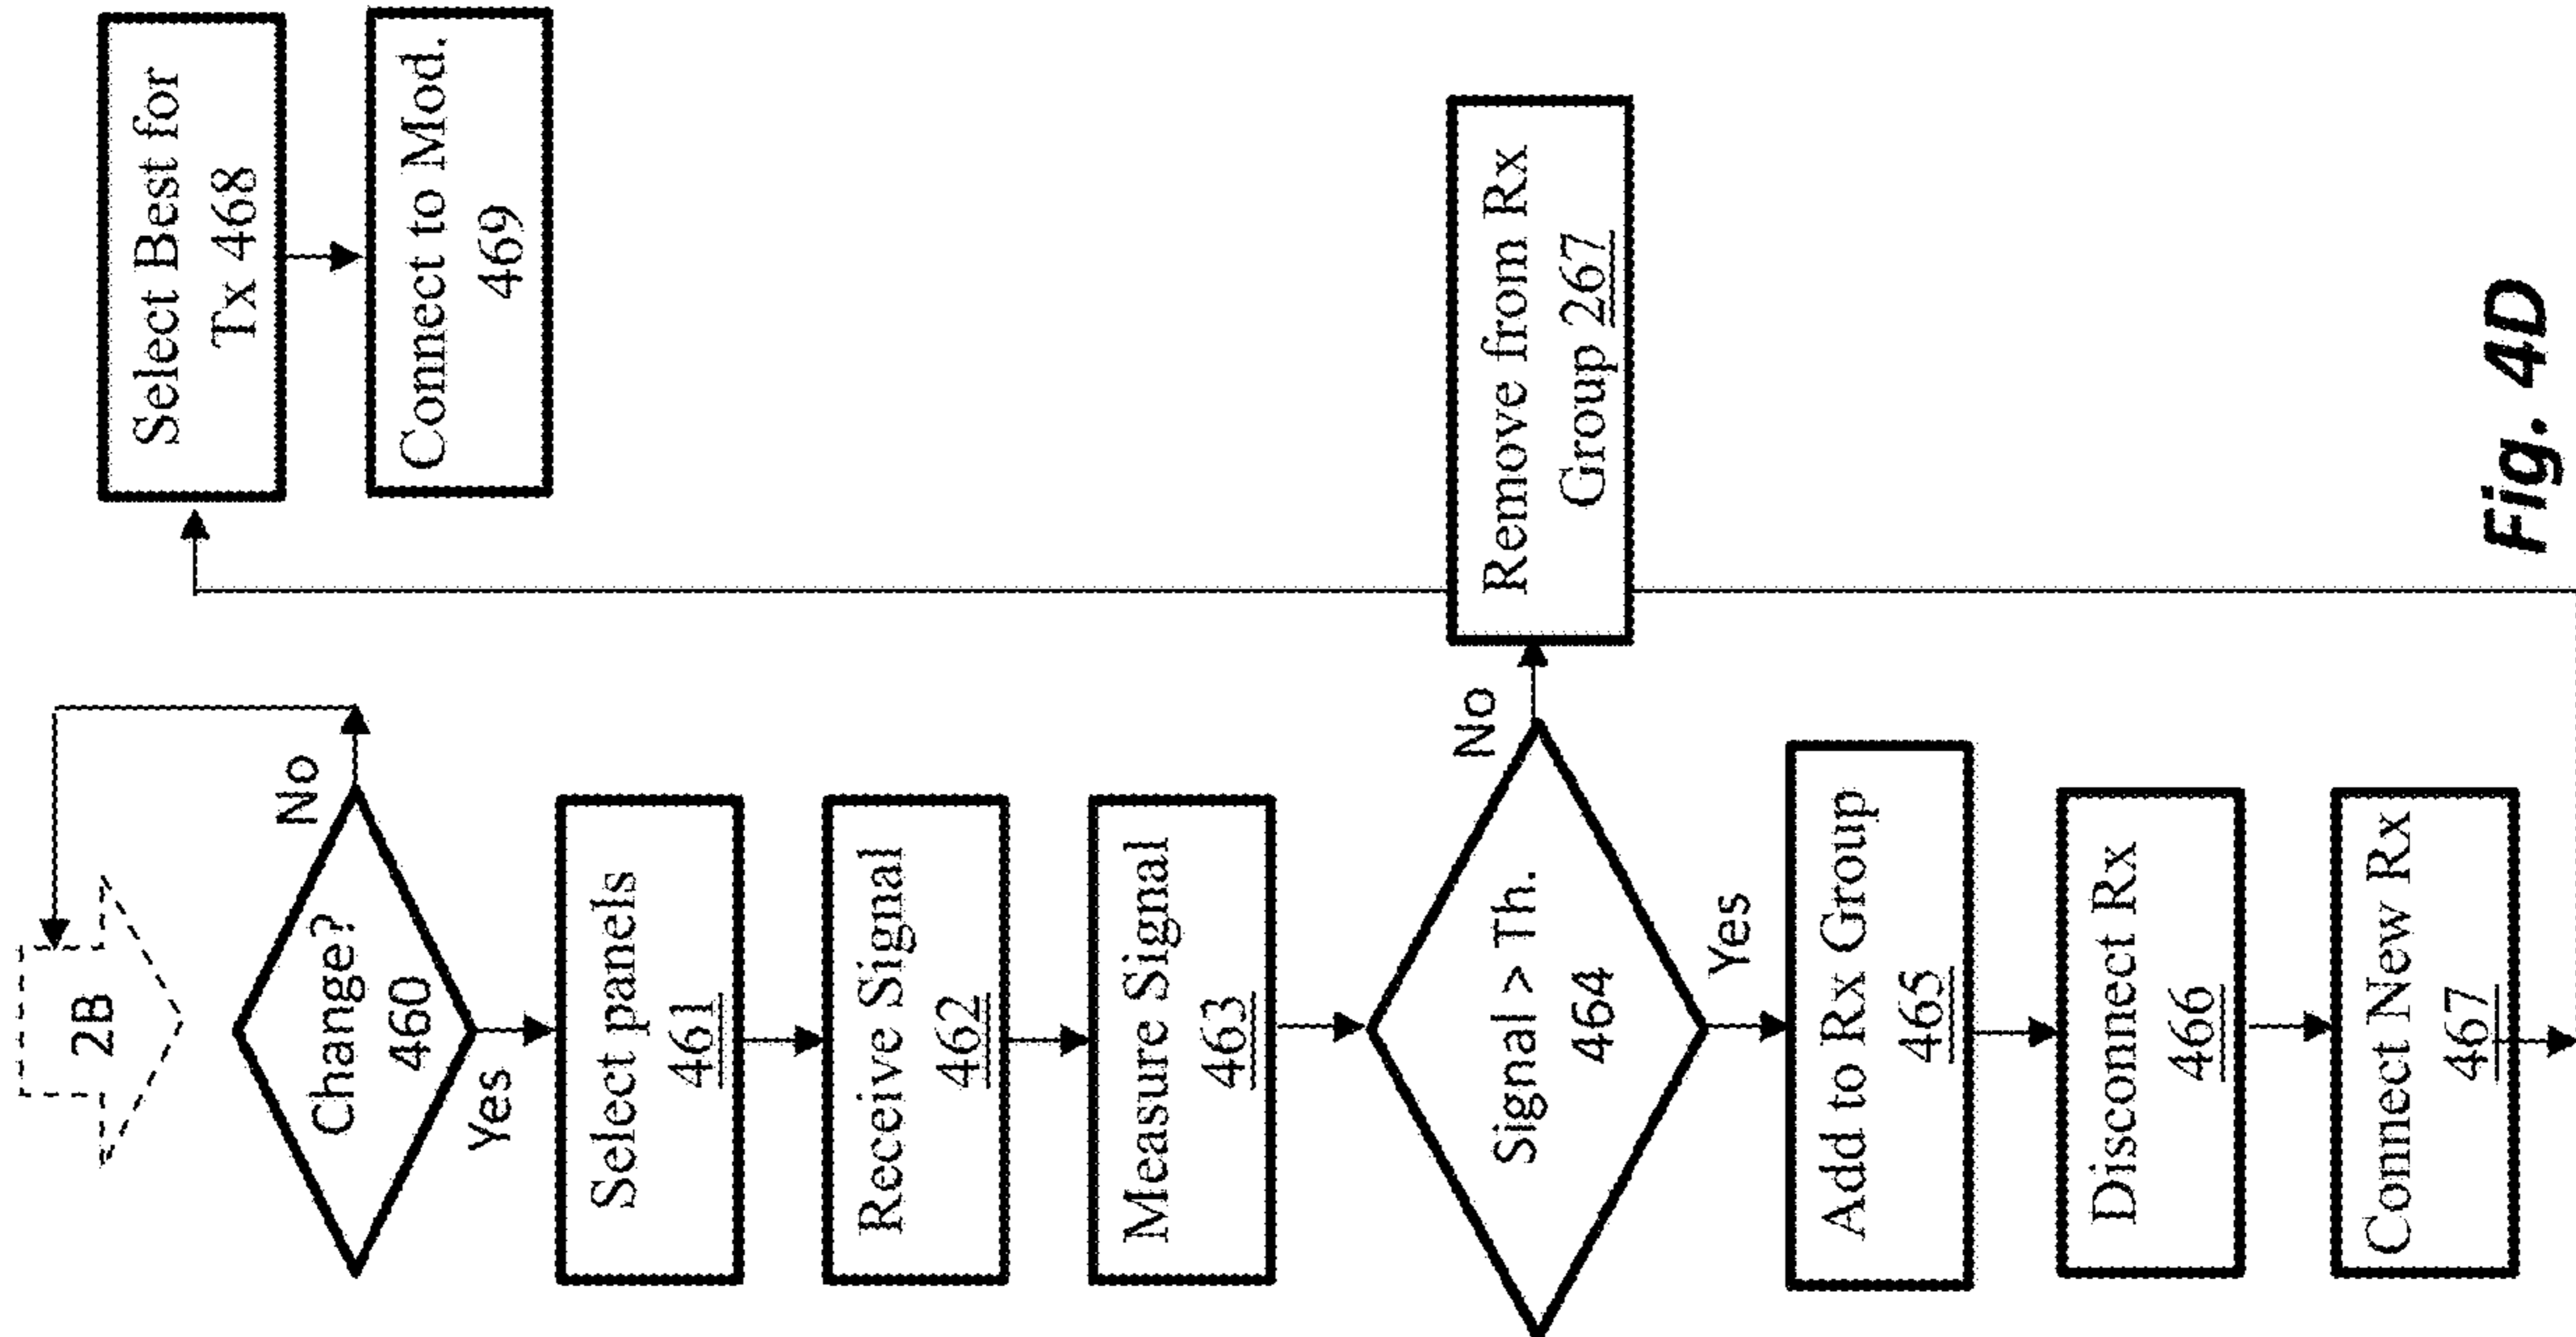 2B
Change?
460
No
Yes
Select panels
461
Receive Signal
462
Measure Signal
463
Signal > Th.
464
No
Yes
Remove from Rx
Group 267
Add to Rx Group
465
Disconnect Rx
466
Connect New Rx
467
Select Best for
Tx 468
Connect to Mod.
469
Fig. 4D